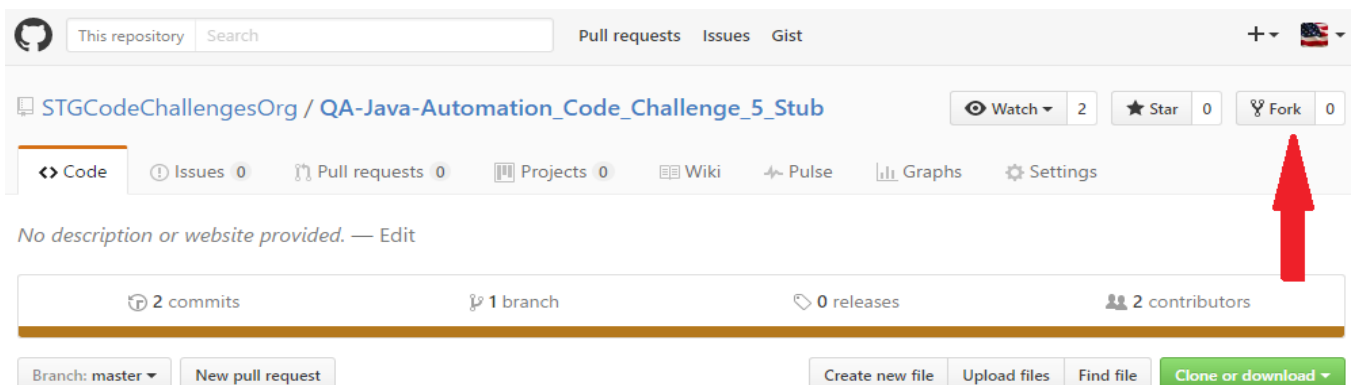 This repository Search Pull requests Issues Gist
STGCodeChallengesOrg / QA-Java-Automation_Code_Challenge_5_Stub Watch 2 Star 0 Fork 0
Code Issues 0 Pull requests 0 Projects 0 Wiki Pulse Graphs Settings
No description or website provided. — Edit
2 commits 1 branch 0 releases 2 contributors
Branch: master New pull request Create new file Upload files Find file Clone or download